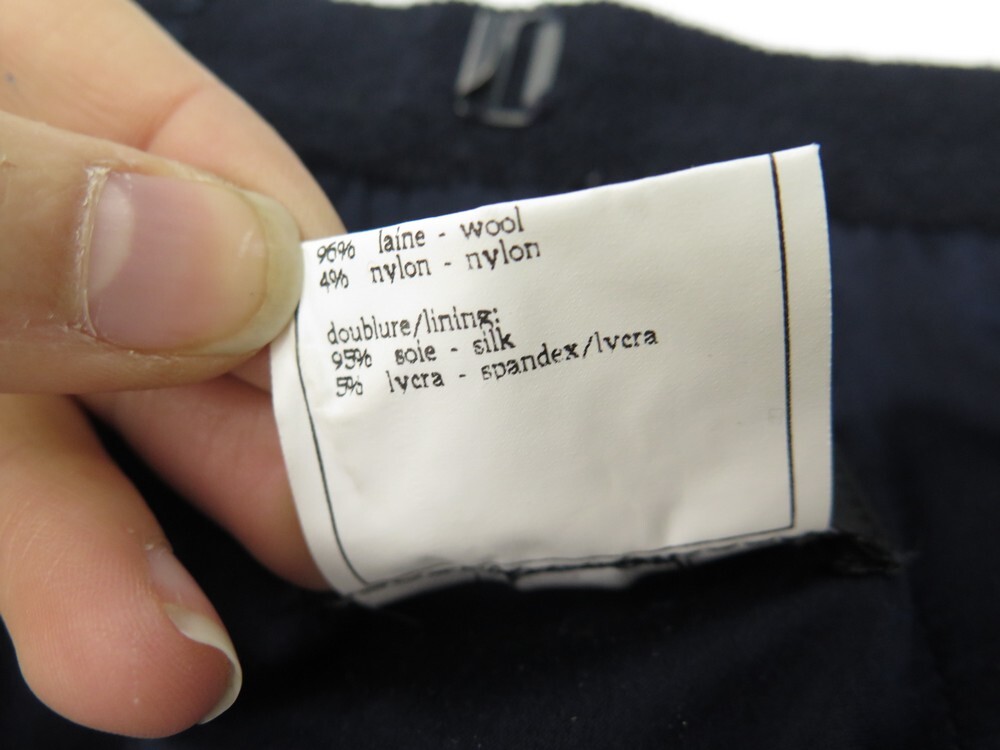 96% laine - wool
4% nylon - nylon
doublure/lining:
95% soie - silk
5% lycra - spandex/lycra